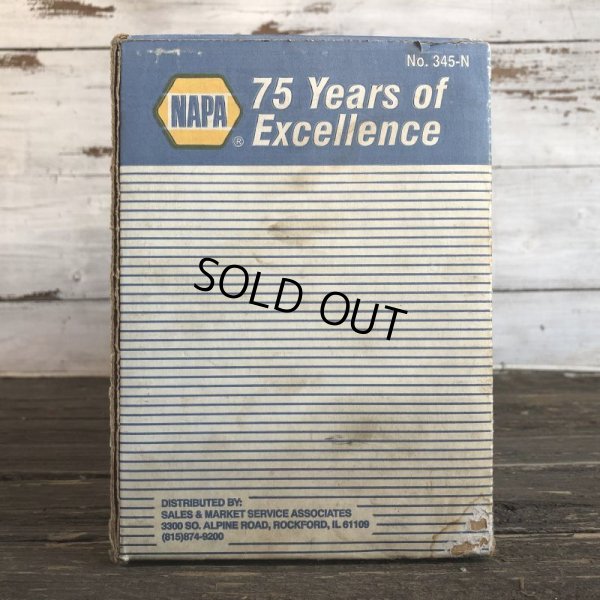 No. 345-N
NAPA ®
75 Years of
Excellence
SOLD OUT
DISTRIBUTED BY:
SALES & MARKET SERVICE ASSOCIATES
3300 SO. ALPINE ROAD, ROCKFORD, IL 61109
(815)874-9200